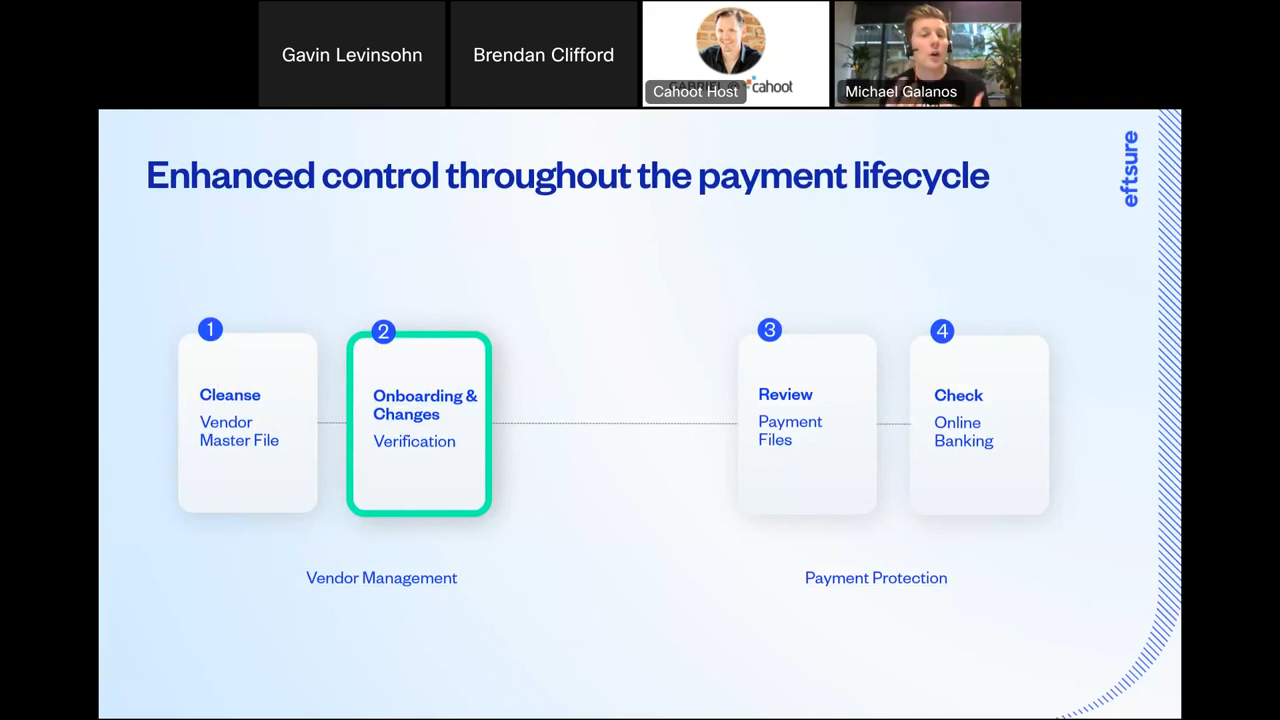 Gavin Levinsohn
Brendan Clifford
cahoot
Cahoot Host
Michael Galanos
eftsure
Enhanced control throughout the payment lifecycle
1
Cleanse
Vendor
Master File
2
Onboarding &
Changes
Verification
3
Review
Payment
Files
4
Check
Online
Banking
Vendor Management
Payment Protection